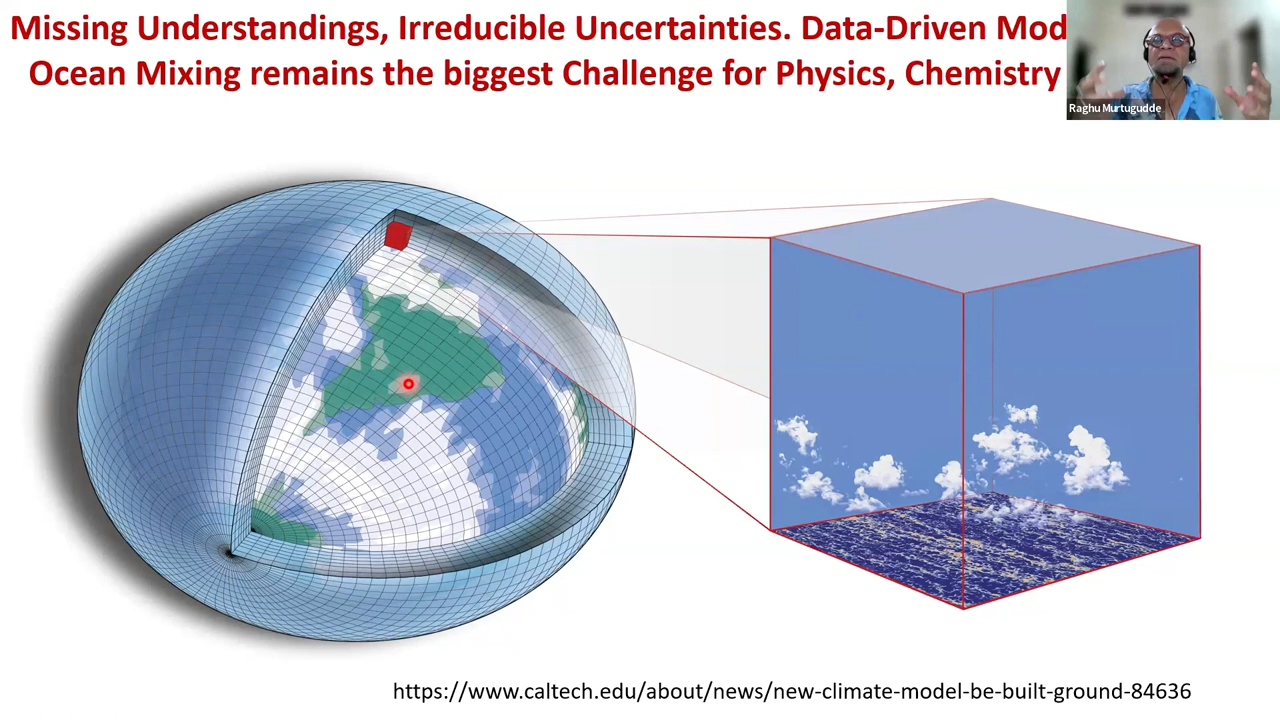 Missing Understandings, Irreducible Uncertainties. Data-Driven Mod
Ocean Mixing remains the biggest Challenge for Physics, Chemistry
Raghu Murtugudde
https://www.caltech.edu/about/news/new-climate-model-be-built-ground-84636